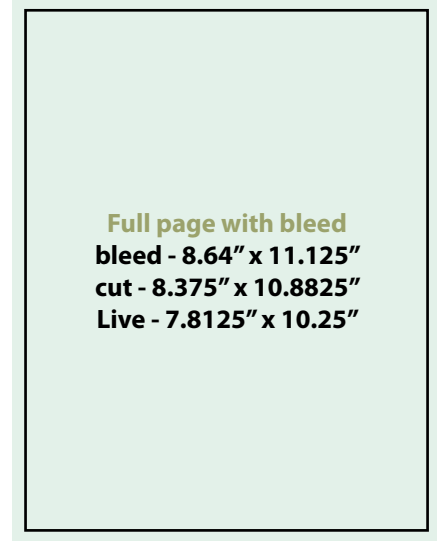 Full page with bleed
bleed - 8.64” x 11.125”
cut - 8.375” x 10.8825”
Live - 7.8125” x 10.25”